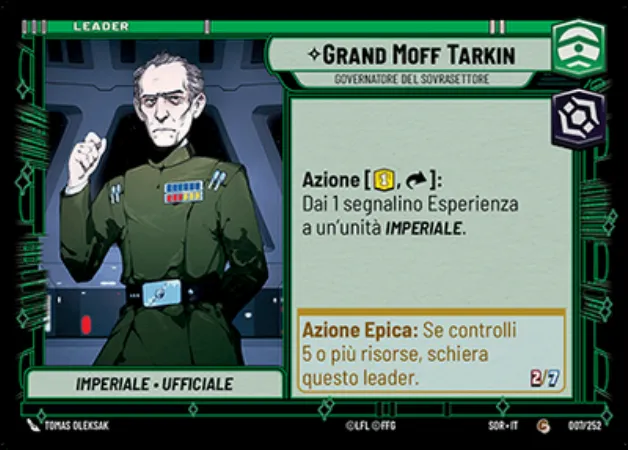 LEADER
GRAND MOFF TARKIN
GOVERNATORE DEL SOVRASETTORE
Azione [1, ]:
Dai 1 segnalino Esperienza
a un'unità IMPERIALE.
Azione Epica: Se controlli
5 o più risorse, schiera
questo leader.
2/7
IMPERIALE • UFFICIALE
TOMAS OLEKSAK
©LFL ©FFG
SOR • IT
C
007/252